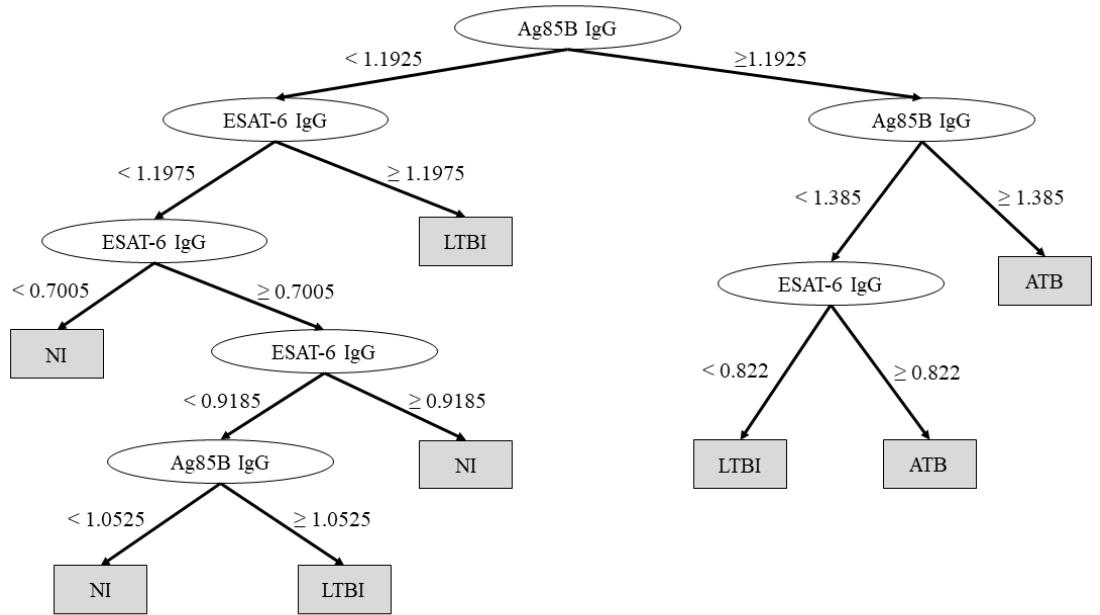 Ag85B IgG
< 1.1925
≥1.1925
ESAT-6 IgG
Ag85B IgG
< 1.1975
≥ 1.1975
< 1.385
≥ 1.385
ESAT-6 IgG
LTBI
ESAT-6 IgG
ATB
< 0.7005
≥ 0.7005
NI
ESAT-6 IgG
< 0.822
≥ 0.822
< 0.9185
≥ 0.9185
Ag85B IgG
NI
LTBI
ATB
< 1.0525
≥ 1.0525
NI
LTBI